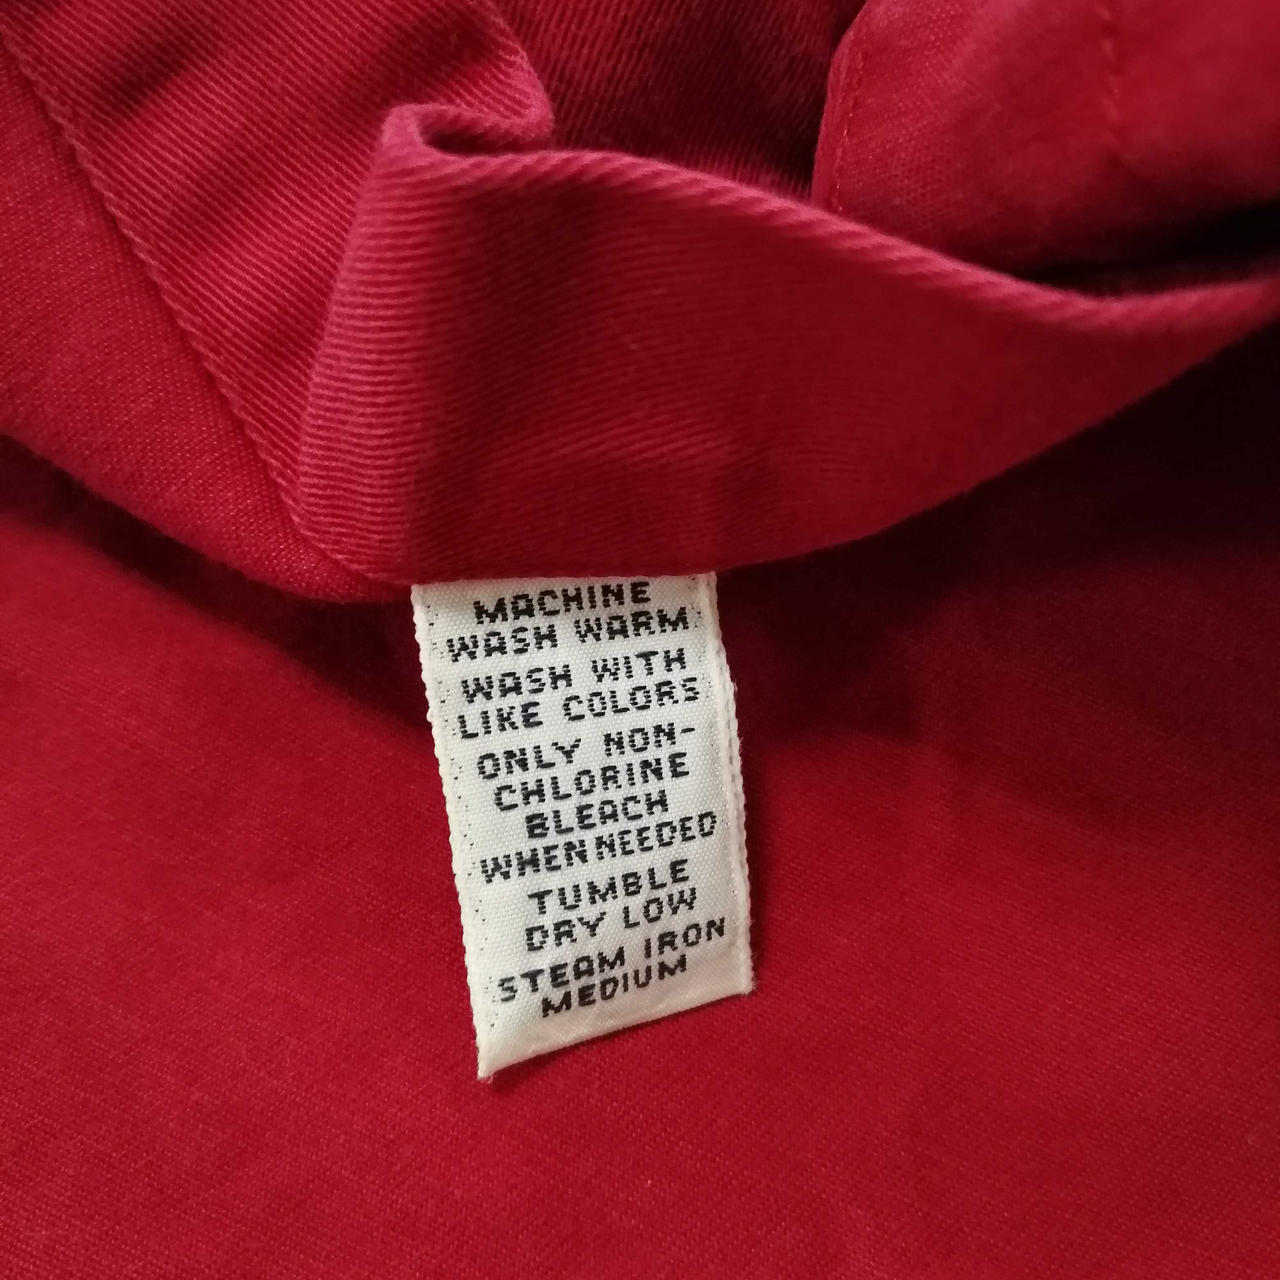 MACHINE
WASH WARM
WASH WITH
LIKE COLORS
ONLY NON-
CHLORINE
BLEACH
WHEN NEEDED
TUMBLE
DRY LOW
STEAM IRON
MEDIUM